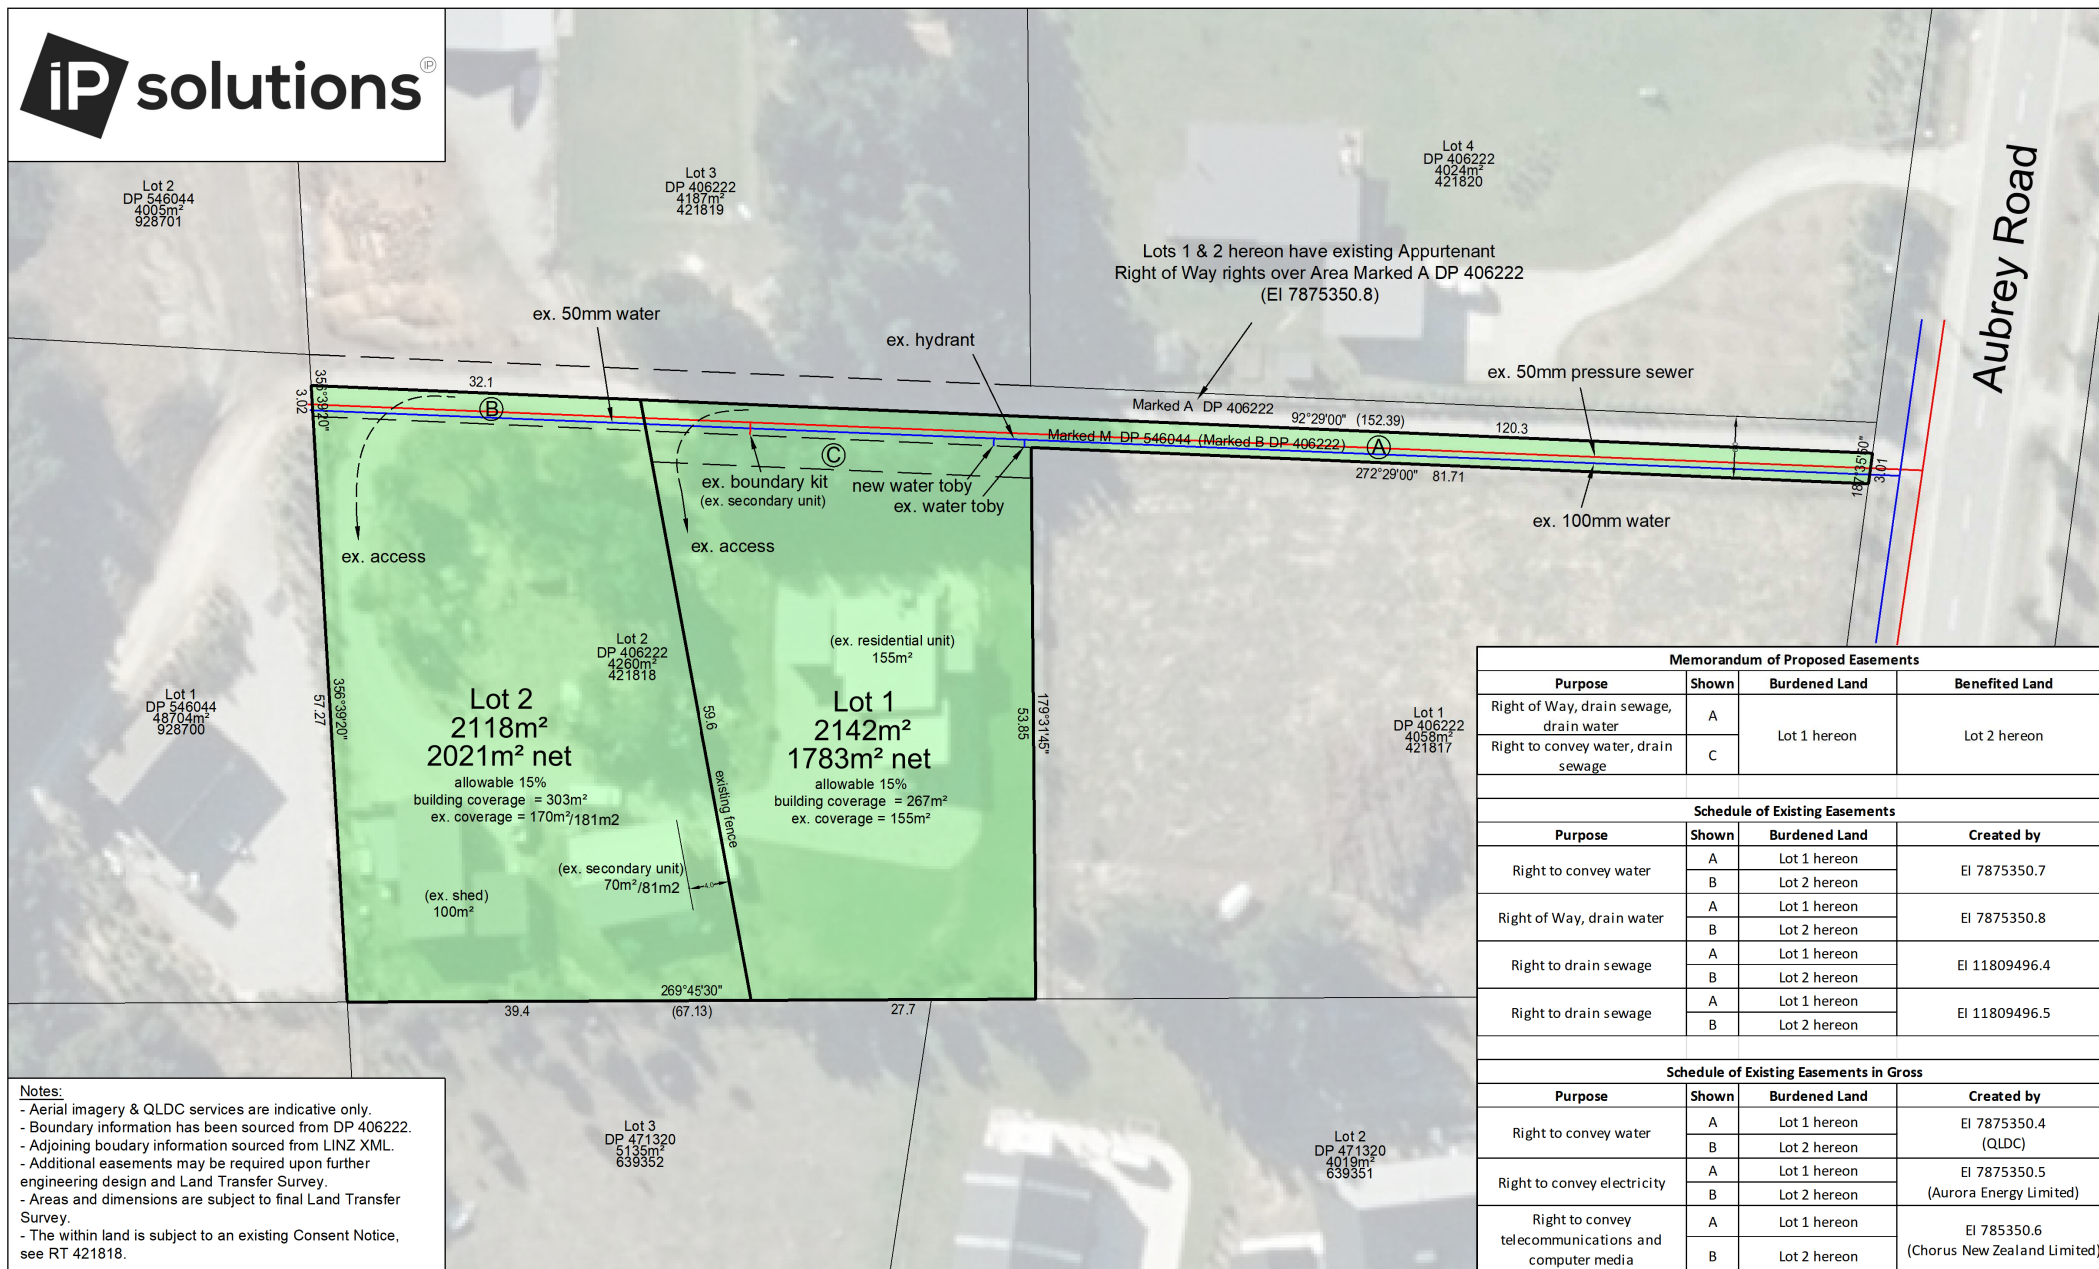 iP solutions
iP
Lot 2
DP 546044
4005m²
928701
Lot 3
DP 406222
4187m²
421819
Lot 4
DP 406222
4024m²
421820
Aubrey Road
Lots 1 & 2 hereon have existing Appurtenant
Right of Way rights over Area Marked A DP 406222
(EI 7875350.8)
ex. 50mm water
ex. hydrant
ex. 50mm pressure sewer
32.1
356°39'20"
3.02
B
Marked A DP 406222
92°29'00" (152.39)
120.3
Marked M DP 546044 (Marked B DP 406222)
A
272°29'00" 81.71
187°35'50"
3.01
C
ex. boundary kit
(ex. secondary unit)
new water toby
ex. water toby
ex. 100mm water
ex. access
ex. access
Lot 2
DP 406222
4260m²
421818
(ex. residential unit)
155m²
Lot 1
DP 546044
48704m²
928700
57.27
356°39'20"
Lot 2
2118m²
2021m² net
allowable 15%
building coverage = 303m²
ex. coverage = 170m²/181m2
59.6
existing fence
Lot 1
2142m²
1783m² net
allowable 15%
building coverage = 267m²
ex. coverage = 155m²
53.85
179°31'45"
Lot 1
DP 406222
4058m²
421817
(ex. secondary unit)
70m²/81m2
4.0
(ex. shed)
100m²
269°45'30"
39.4
(67.13)
27.7
Lot 3
DP 471320
5135m²
639352
Lot 2
DP 471320
4019m²
639351
Notes:
- Aerial imagery & QLDC services are indicative only.
- Boundary information has been sourced from DP 406222.
- Adjoining boudary information sourced from LINZ XML.
- Additional easements may be required upon further
engineering design and Land Transfer Survey.
- Areas and dimensions are subject to final Land Transfer
Survey.
- The within land is subject to an existing Consent Notice,
see RT 421818.
Memorandum of Proposed Easements
Purpose Shown Burdened Land Benefited Land
Right of Way, drain sewage,
drain water
A
Lot 1 hereon
Lot 2 hereon
Right to convey water, drain
sewage
C
Schedule of Existing Easements
Purpose Shown Burdened Land Created by
Right to convey water
A Lot 1 hereon
B Lot 2 hereon
EI 7875350.7
Right of Way, drain water
A Lot 1 hereon
B Lot 2 hereon
EI 7875350.8
Right to drain sewage
A Lot 1 hereon
B Lot 2 hereon
EI 11809496.4
Right to drain sewage
A Lot 1 hereon
B Lot 2 hereon
EI 11809496.5
Schedule of Existing Easements in Gross
Purpose Shown Burdened Land Created by
Right to convey water
A Lot 1 hereon
B Lot 2 hereon
EI 7875350.4
(QLDC)
Right to convey electricity
A Lot 1 hereon
B Lot 2 hereon
EI 7875350.5
(Aurora Energy Limited)
Right to convey
telecommunications and
computer media
A Lot 1 hereon
B Lot 2 hereon
EI 785350.6
(Chorus New Zealand Limited)